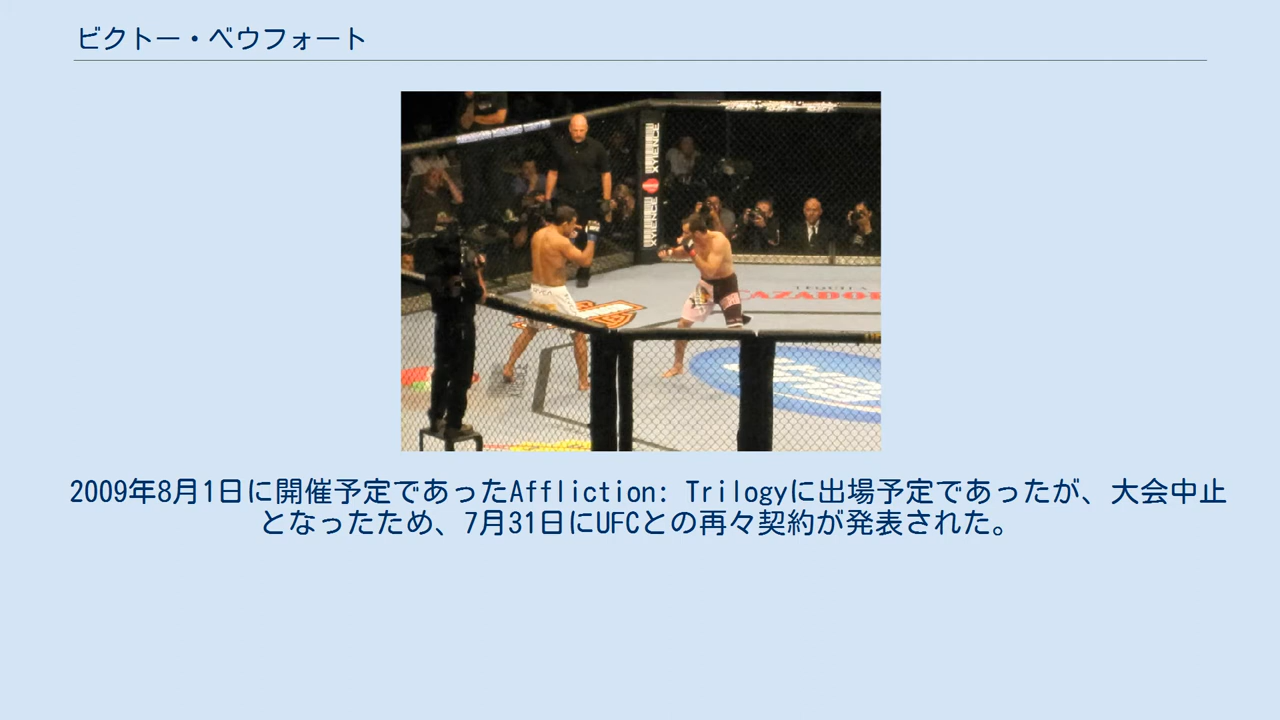 ビクトー・ベウフォート
XYIENCE
XYIENCE
TEQUILA
CAZADOR
2009年8月1日に開催予定であったAffliction: Trilogyに出場予定であったが、大会中止
となったため、7月31日にUFCとの再々契約が発表された。